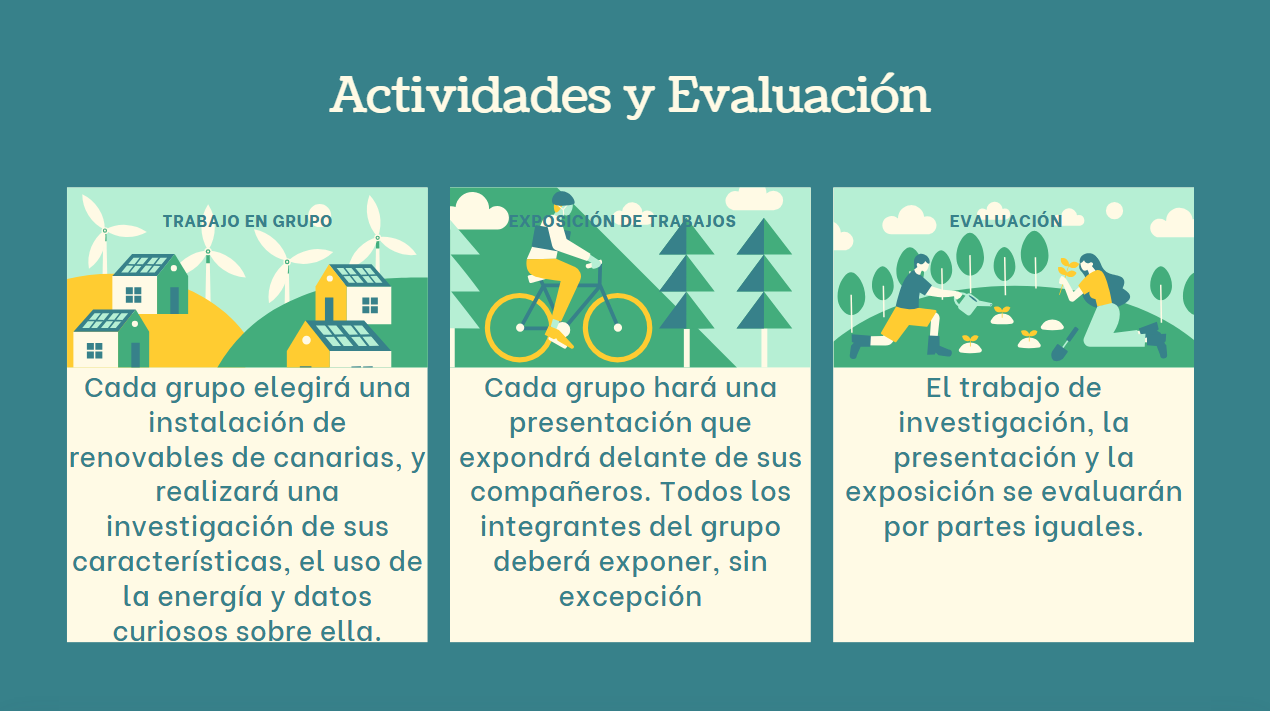 Actividades y Evaluación
TRABAJO EN GRUPO
Cada grupo elegirá una
instalación de
renovables de canarias, y
realizará una
investigación de sus
características, el uso de
la energía y datos
curiosos sobre ella.
EXPOSICIÓN DE TRABAJOS
Cada grupo hará una
presentación que
expondrá delante de sus
compañeros. Todos los
integrantes del grupo
deberá exponer, sin
excepción
EVALUACIÓN
El trabajo de
investigación, la
presentación y la
exposición se evaluarán
por partes iguales.